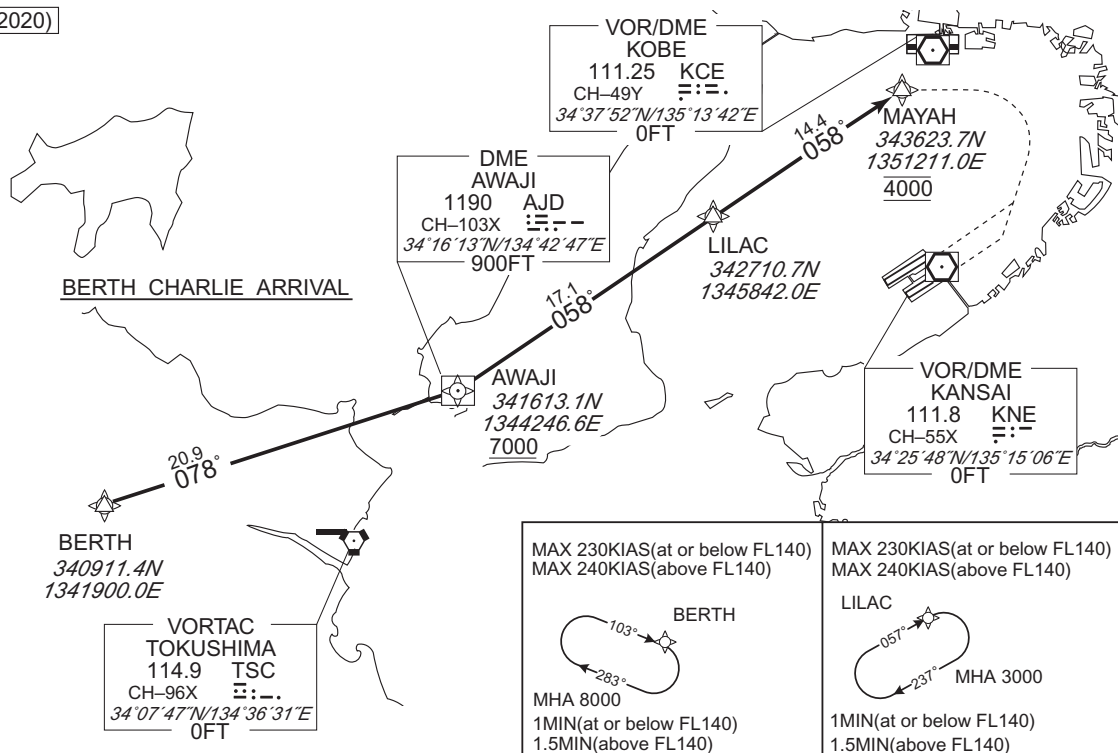 2020)
VOR/DME
KOBE
111.25 KCE
CH–49Y
34°37´52˝N/135°13´42˝E
0FT
14.4
058°
MAYAH
343623.7N
1351211.0E
4000
DME
AWAJI
1190 AJD
CH–103X
34°16´13˝N/134°42´47˝E
900FT
LILAC
342710.7N
1345842.0E
BERTH CHARLIE ARRIVAL
17.1
058°
AWAJI
341613.1N
1344246.6E
7000
VOR/DME
KANSAI
111.8 KNE
CH–55X
34°25´48˝N/135°15´06˝E
0FT
20.9
078°
BERTH
340911.4N
1341900.0E
VORTAC
TOKUSHIMA
114.9 TSC
CH–96X
34°07´47˝N/134°36´31˝E
0FT
MAX 230KIAS(at or below FL140)
MAX 240KIAS(above FL140)
BERTH
103°
283°
MHA 8000
1MIN(at or below FL140)
1.5MIN(above FL140)
MAX 230KIAS(at or below FL140)
MAX 240KIAS(above FL140)
LILAC
057°
237°
MHA 3000
1MIN(at or below FL140)
1.5MIN(above FL140)